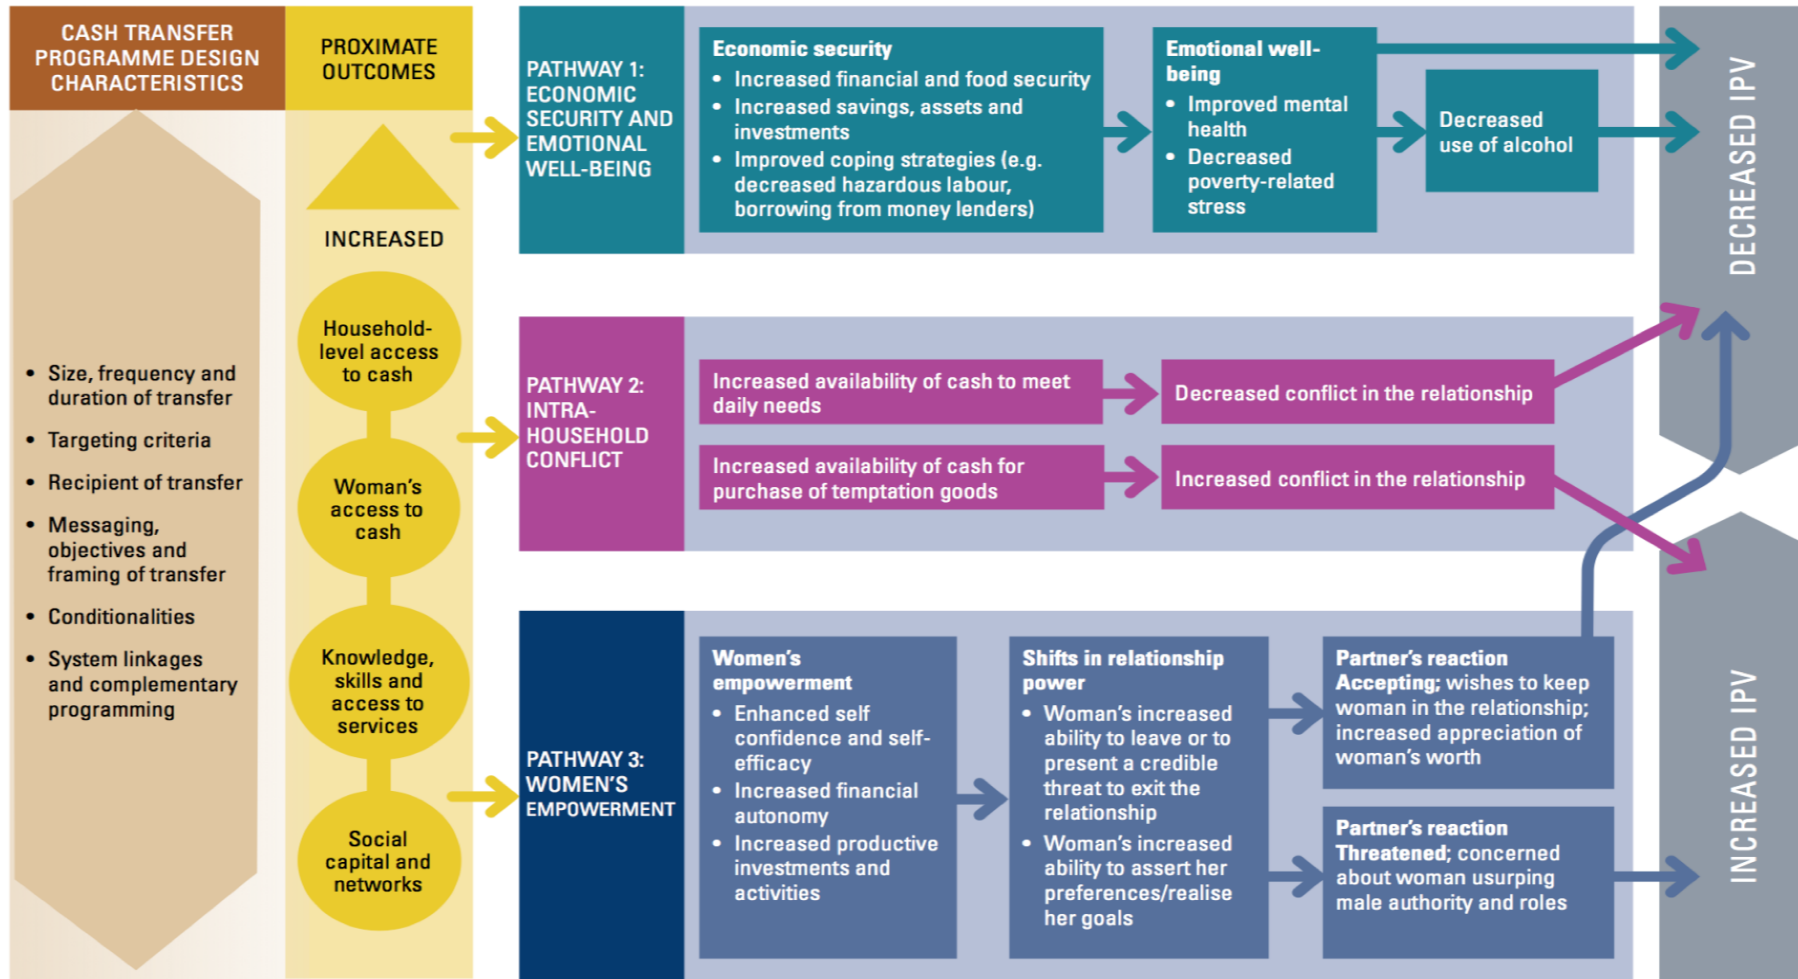 CASH TRANSFER
PROGRAMME DESIGN
CHARACTERISTICS
• Size, frequency and
duration of transfer
• Targeting criteria
• Recipient of transfer
• Messaging,
objectives and
framing of transfer
• Conditionalities
• System linkages
and complementary
programming
PROXIMATE
OUTCOMES
INCREASED
Household-
level access
to cash
Woman's
access to
cash
Knowledge,
skills and
access to
services
Social
capital and
networks
PATHWAY 1:
ECONOMIC
SECURITY AND
EMOTIONAL
WELL-BEING
Economic security
• Increased financial and food security
• Increased savings, assets and
investments
• Improved coping strategies (e.g.
decreased hazardous labour,
borrowing from money lenders)
Emotional well-
being
• Improved mental
health
• Decreased
poverty-related
stress
Decreased
use of alcohol
PATHWAY 2:
INTRA-
HOUSEHOLD
CONFLICT
Increased availability of cash to meet
daily needs
Decreased conflict in the relationship
Increased availability of cash for
purchase of temptation goods
Increased conflict in the relationship
PATHWAY 3:
WOMEN'S
EMPOWERMENT
Women's
empowerment
• Enhanced self
confidence and self-
efficacy
• Increased financial
autonomy
• Increased productive
investments and
activities
Shifts in relationship
power
• Woman's increased
ability to leave or to
present a credible
threat to exit the
relationship
• Woman's increased
ability to assert her
preferences/realise
her goals
Partner's reaction
Accepting; wishes to keep
woman in the relationship;
increased appreciation of
woman's worth
Partner's reaction
Threatened; concerned
about woman usurping
male authority and roles
DECREASED IPV
INCREASED IPV